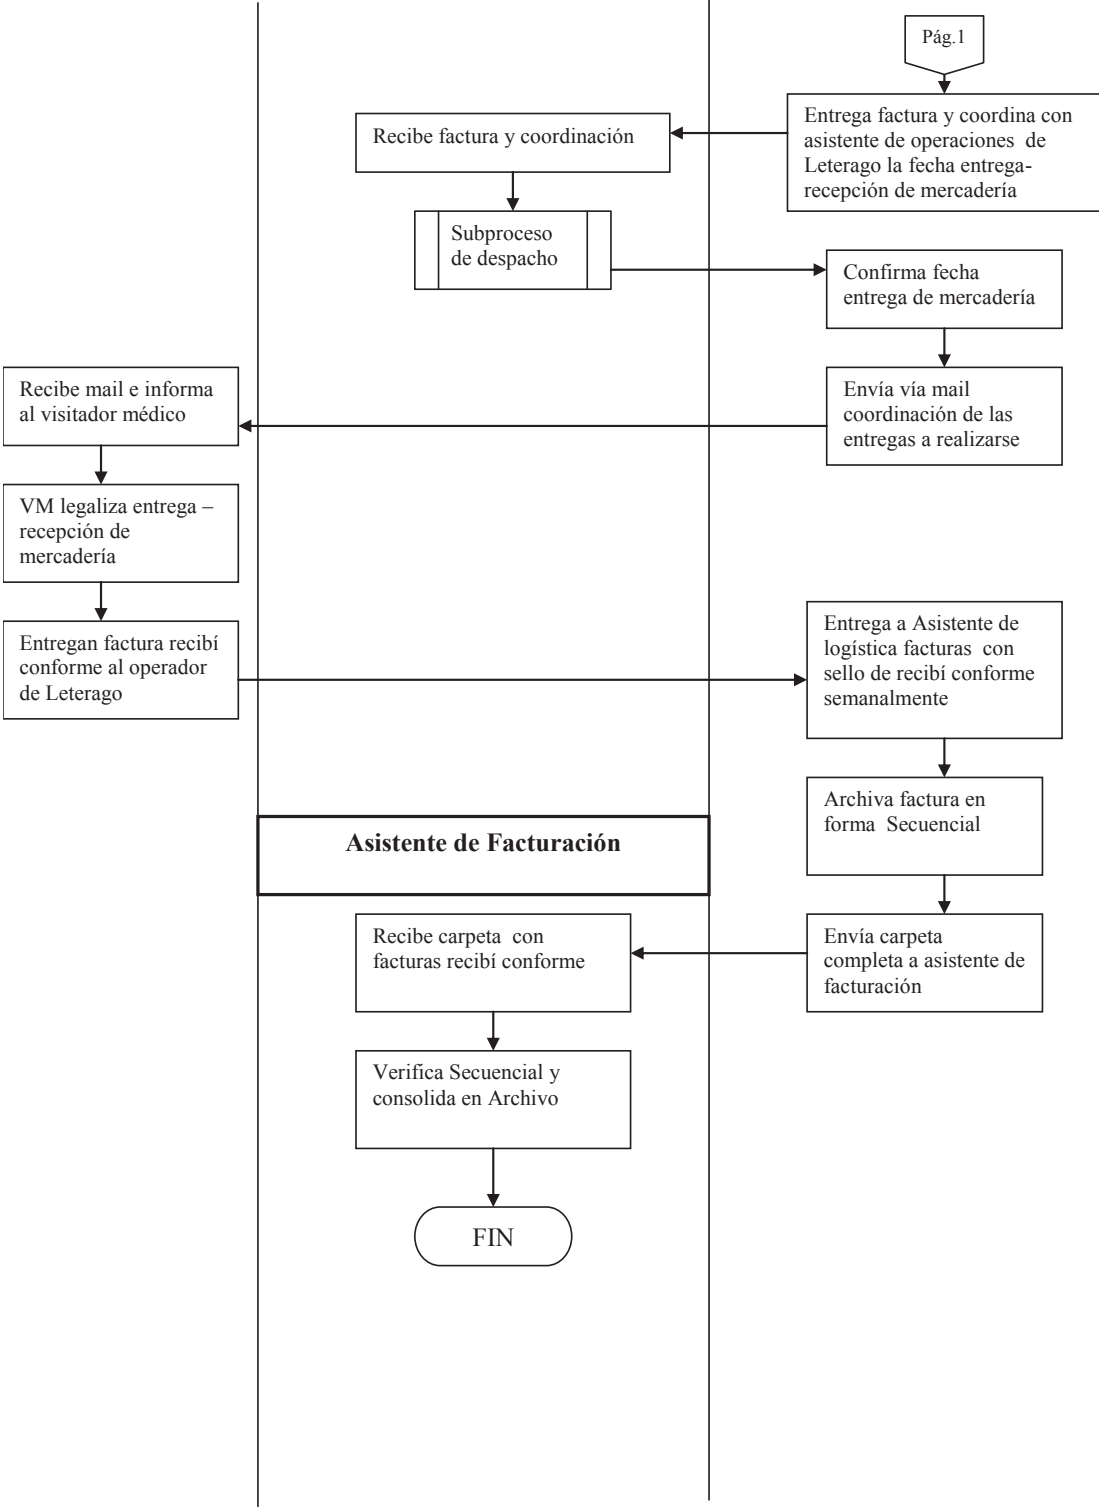 Pág.1
Entrega factura y coordina con
asistente de operaciones de
Leterago la fecha entrega-
recepción de mercadería
Recibe factura y coordinación
Subproceso
de despacho
Confirma fecha
entrega de mercadería
Envía vía mail
coordinación de las
entregas a realizarse
Recibe mail e informa
al visitador médico
VM legaliza entrega –
recepción de
mercadería
Entregan factura recibí
conforme al operador
de Leterago
Entrega a Asistente de
logística facturas con
sello de recibí conforme
semanalmente
Archiva factura en
forma Secuencial
Asistente de Facturación
Envía carpeta
completa a asistente de
facturación
Recibe carpeta con
facturas recibí conforme
Verifica Secuencial y
consolida en Archivo
FIN